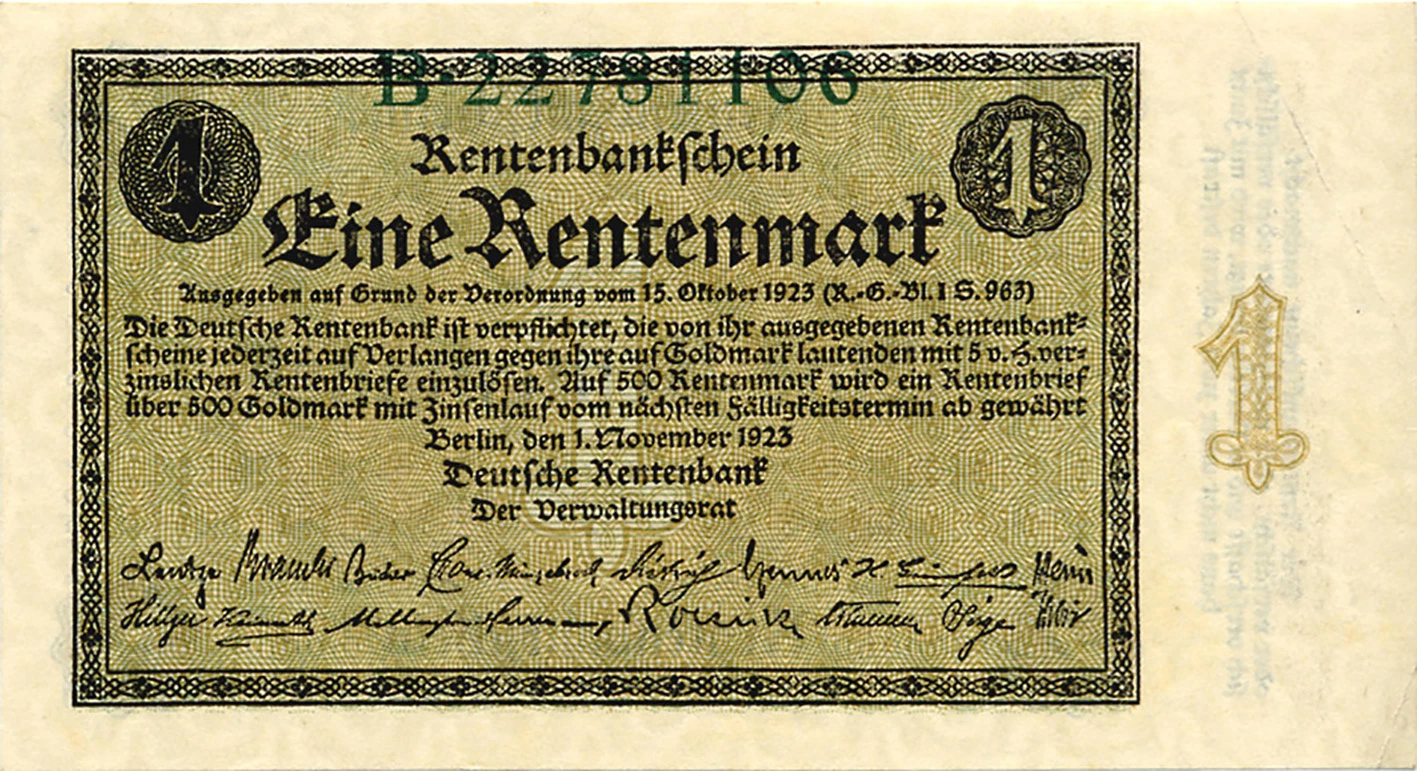 B·22781106
1 1
Rentenbankschein
Eine Rentenmark
Ausgegeben auf Grund der Verordnung vom 15. Oktober 1923 (R.-G.-Bl. I S. 963)
Die Deutsche Rentenbank ist verpflichtet, die von ihr ausgegebenen Rentenbank-
scheine jederzeit auf Verlangen gegen ihre auf Goldmark lautenden mit 5 v. H. ver-
zinslichen Rentenbriefe einzulösen. Auf 500 Rentenmark wird ein Rentenbrief
über 500 Goldmark mit Zinsenlauf vom nächsten Fälligkeitstermin ab gewährt
Berlin, den 1. November 1923
Deutsche Rentenbank
Der Verwaltungsrat
1